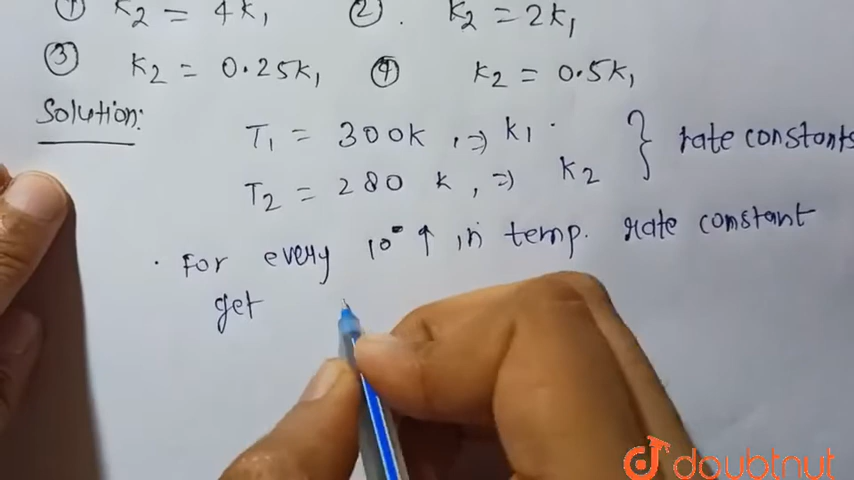 ① K₂ = 4K₁ ② . K₂ = 2K₁
③ K₂ = 0.25K₁ ④ K₂ = 0.5K₁
Solution:
T₁ = 300K , => K₁ . } rate constants
T₂ = 280 K , => K₂
. For every 10° ↑ in temp. rate constant
get
doubtnut